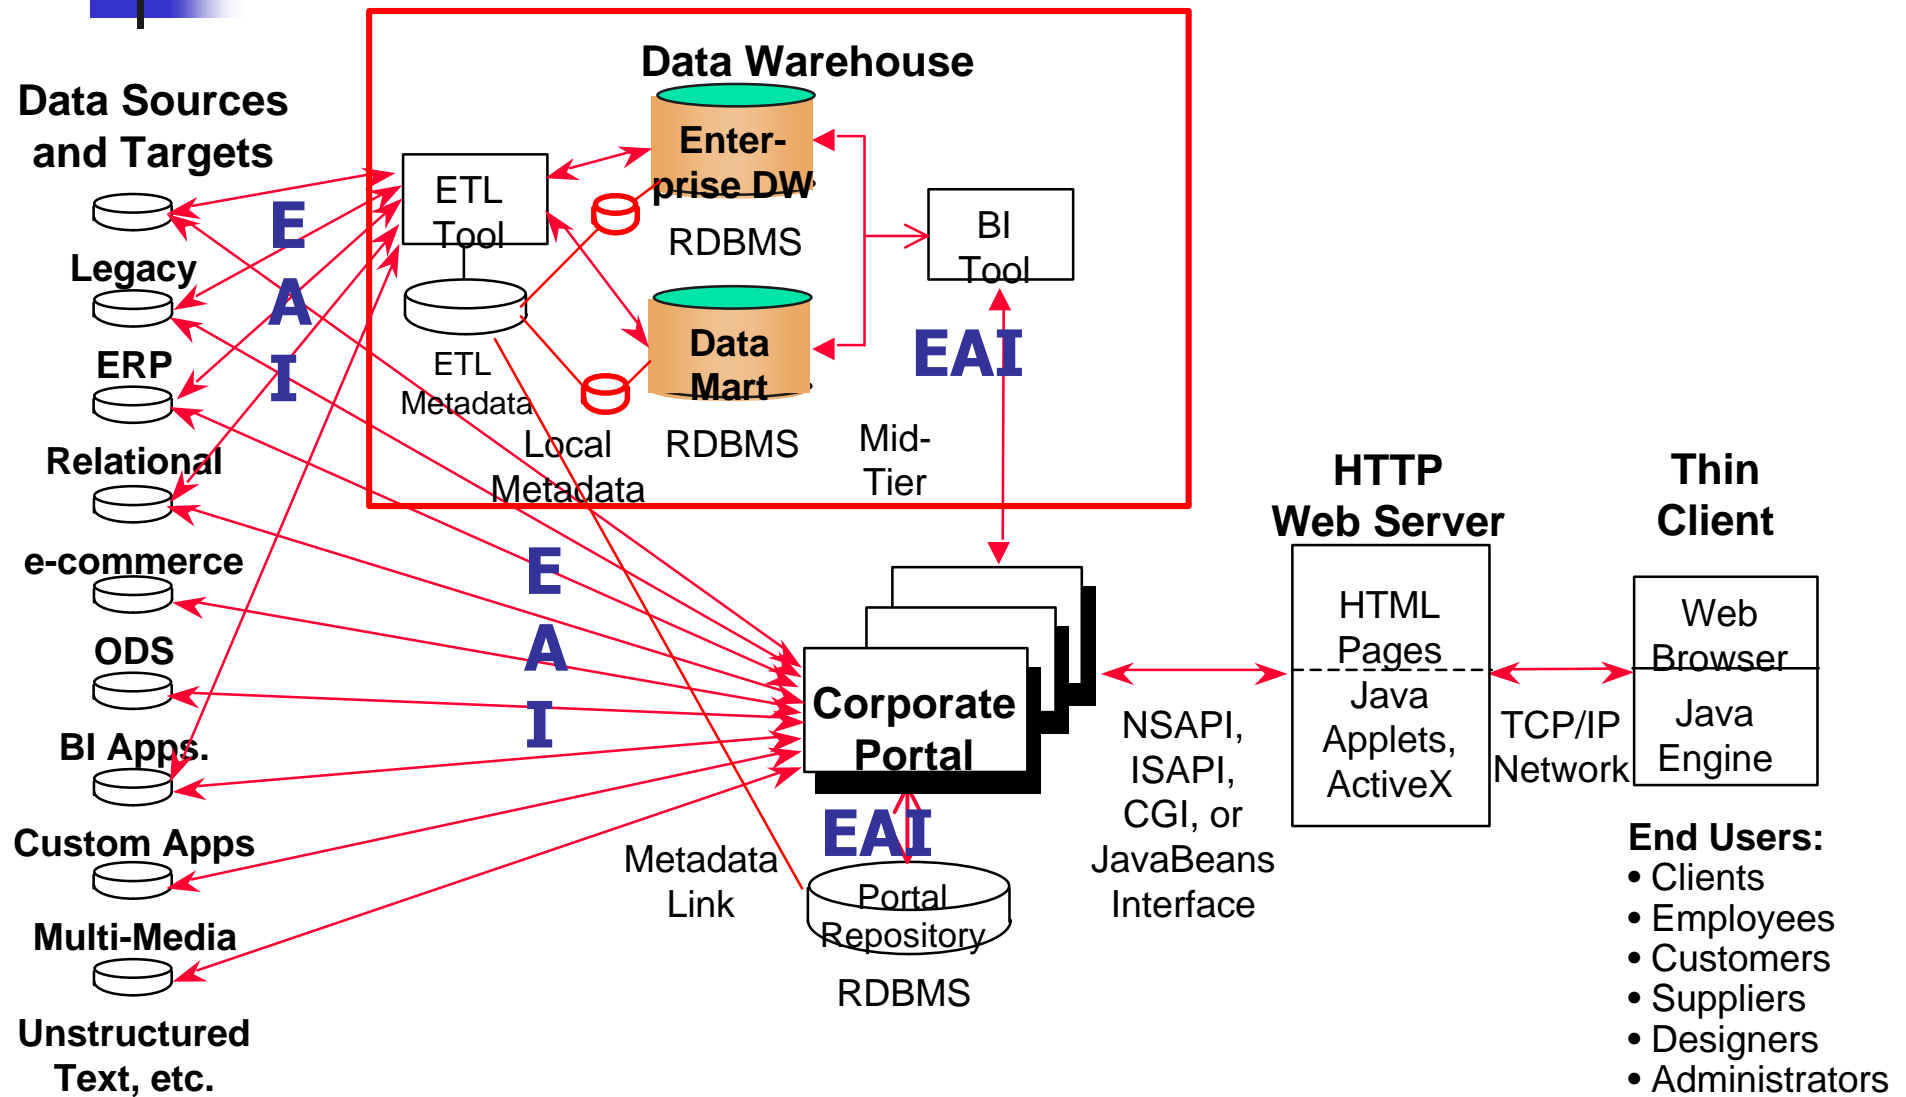 Data Warehouse
Data Sources
and Targets
Legacy
ERP
Relational
e-commerce
ODS
BI Apps.
Custom Apps
Multi-Media
Unstructured
Text, etc.
E
A
I
ETL
Tool
ETL
Metadata
Local
Metadata
Enter-
prise DW
RDBMS
Data
Mart
RDBMS
BI
Tool
EAI
Mid-
Tier
E
A
I
Corporate
Portal
EAI
Metadata
Link
Portal
Repository
RDBMS
NSAPI,
ISAPI,
CGI, or
JavaBeans
Interface
HTTP
Web Server
HTML
Pages
Java
Applets,
ActiveX
TCP/IP
Network
Thin
Client
Web
Browser
Java
Engine
End Users:
• Clients
• Employees
• Customers
• Suppliers
• Designers
• Administrators